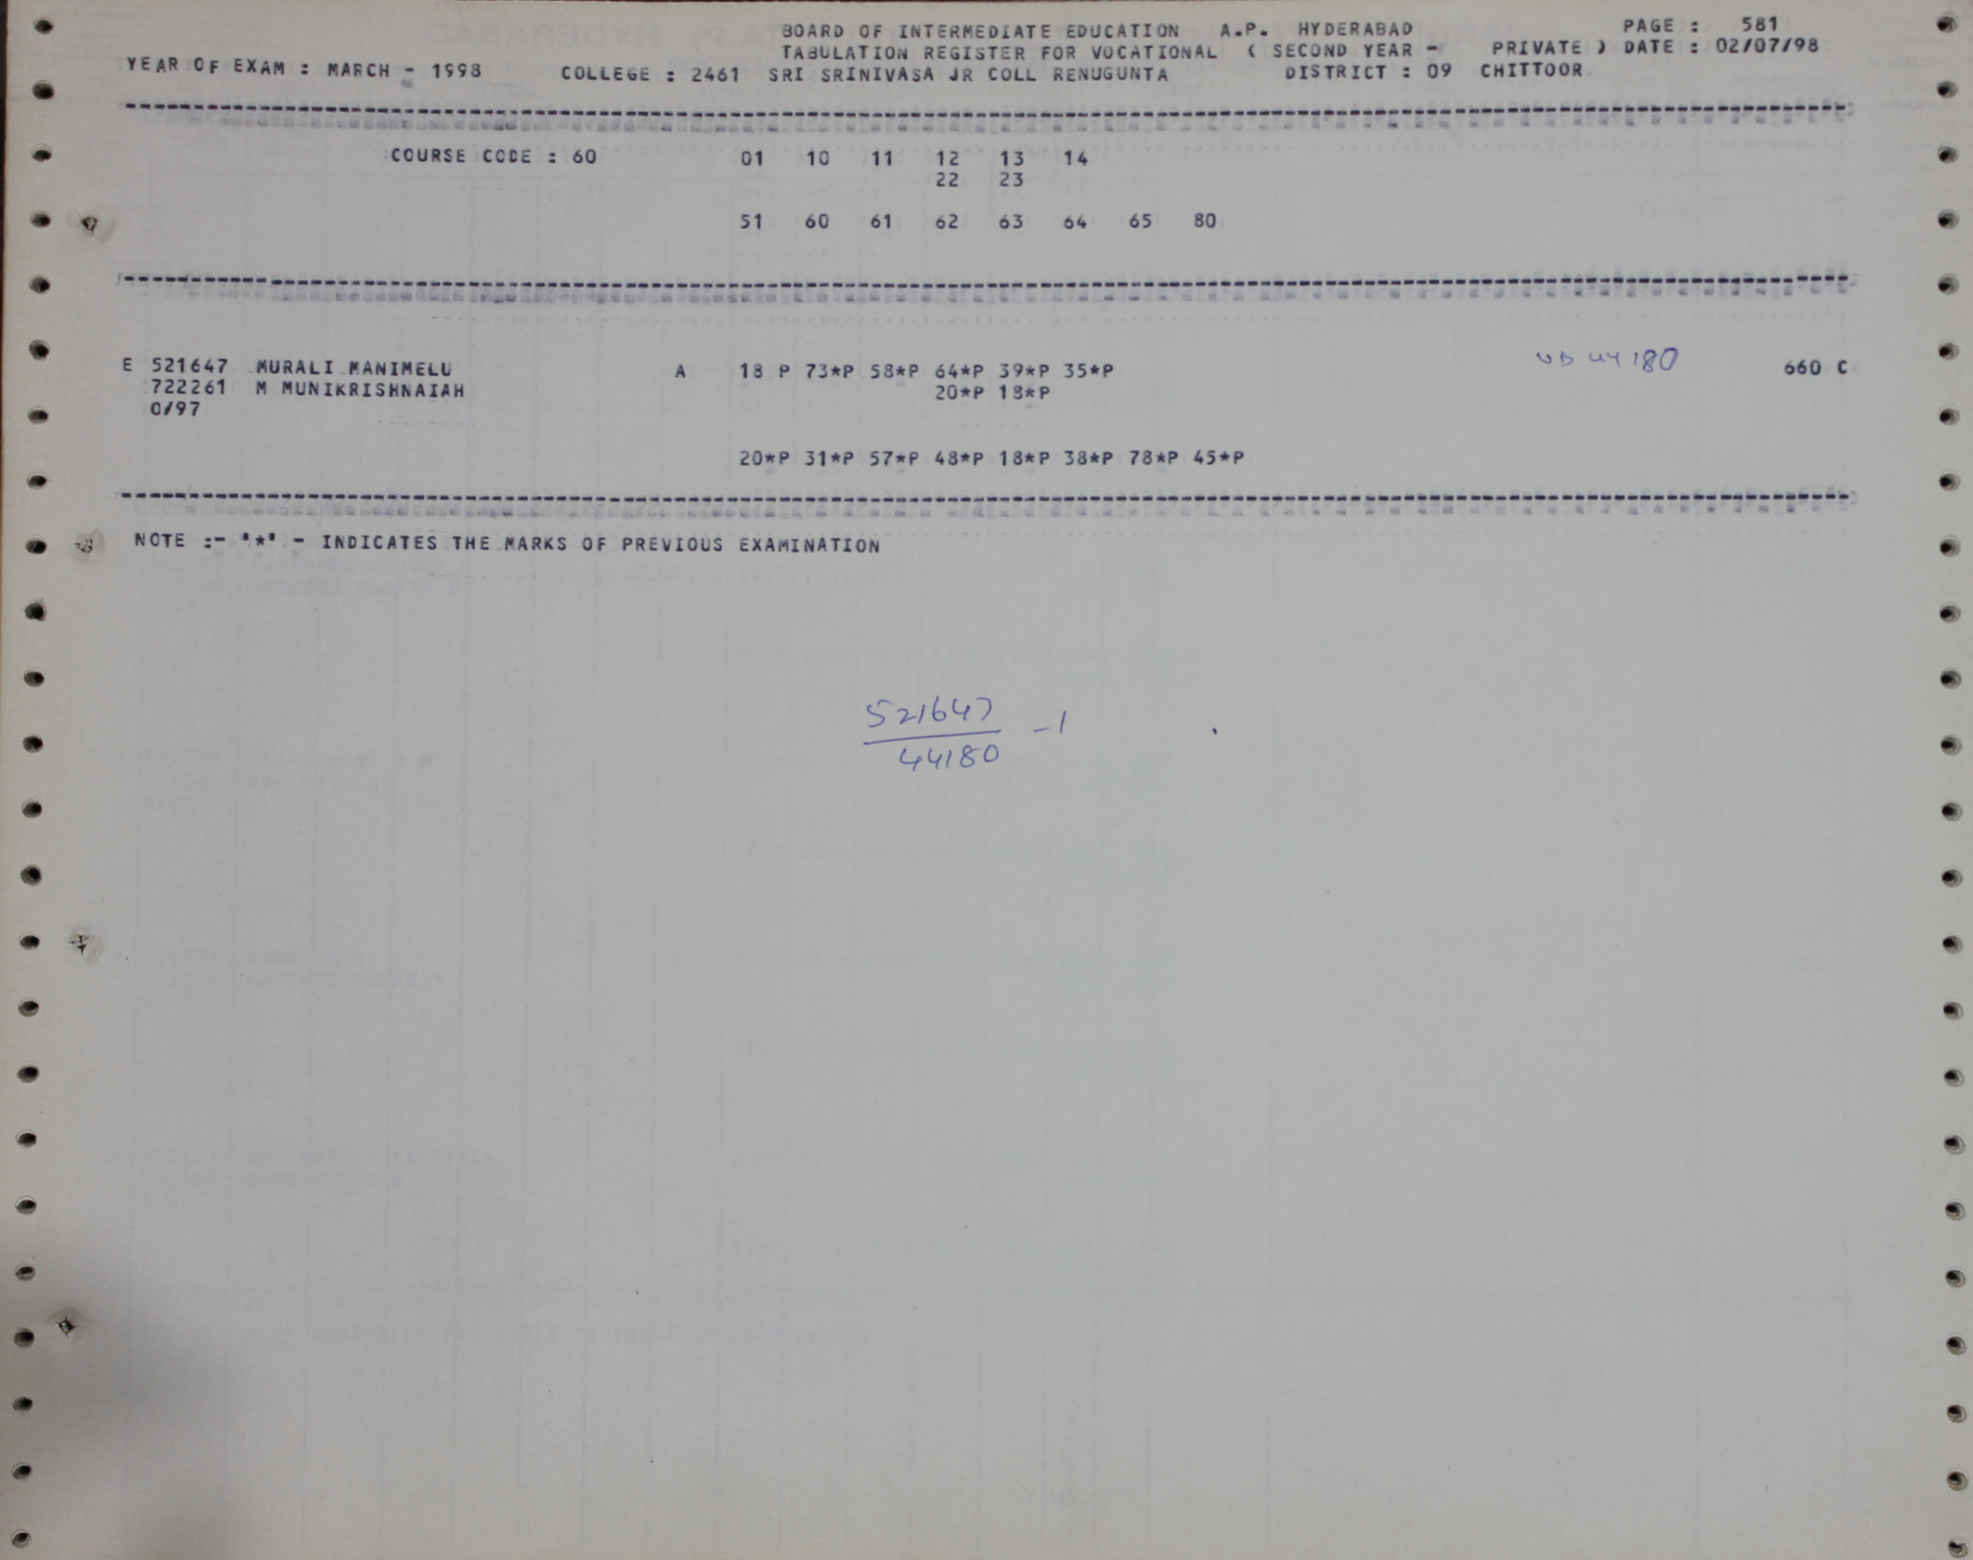 BOARD OF INTERMEDIATE EDUCATION A.P. HYDERABAD PAGE : 581
TABULATION REGISTER FOR VOCATIONAL ( SECOND YEAR - PRIVATE ) DATE : 02/07/98
YEAR OF EXAM : MARCH - 1998 COLLEGE : 2461 SRI SRINIVASA JR COLL RENUGUNTA DISTRICT : 09 CHITTOOR
COURSE CODE : 60 01 10 11 12 13 14
22 23
51 60 61 62 63 64 65 80
E 521647 MURALI MANIMELU A 18 P 73*P 58*P 64*P 39*P 35*P 44180 660 C
722261 M MUNIKRISHNAIAH 20*P 18*P
0/97
20*P 31*P 57*P 48*P 18*P 38*P 78*P 45*P
NOTE :- "*" - INDICATES THE MARKS OF PREVIOUS EXAMINATION
521647 -1
44180